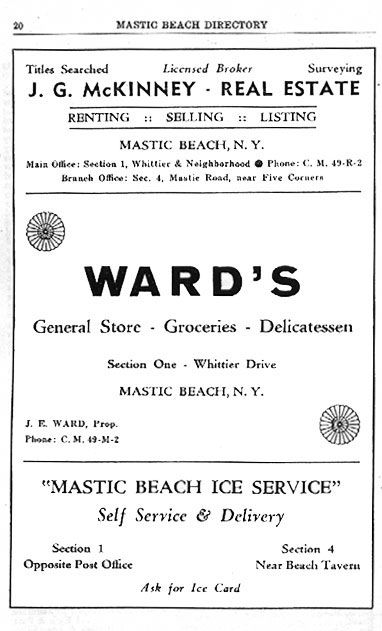 20 MASTIC BEACH DIRECTORY
Titles Searched Licensed Broker Surveying
J. G. McKINNEY - REAL ESTATE
RENTING :: SELLING :: LISTING
MASTIC BEACH, N. Y.
Main Office: Section 1, Whittier & Neighborhood ● Phone: C. M. 49-R-2
Branch Office: Sec. 4, Mastic Road, near Five Corners
WARD'S
General Store - Groceries - Delicatessen
Section One - Whittier Drive
MASTIC BEACH, N. Y.
J. E. WARD, Prop.
Phone: C. M. 49-M-2
"MASTIC BEACH ICE SERVICE"
Self Service & Delivery
Section 1 Section 4
Opposite Post Office Near Beach Tavern
Ask for Ice Card